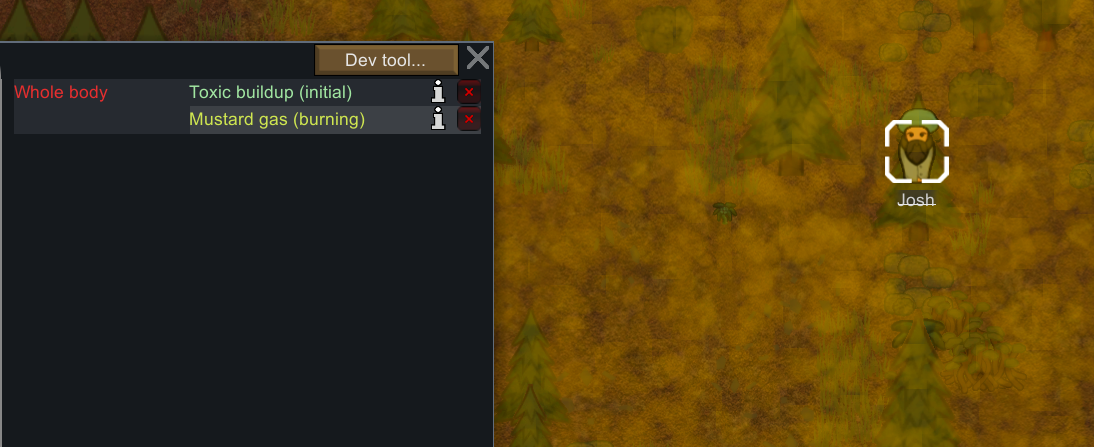 Dev tool...
Whole body
Toxic buildup (initial)
Mustard gas (burning)
Josh